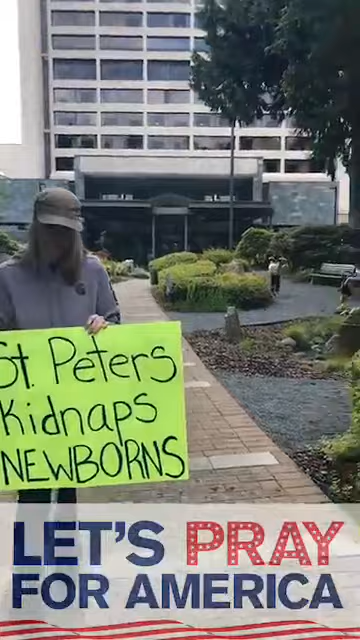 St. Peters
Kidnaps
NEWBORNS
LET'S PRAY
FOR AMERICA